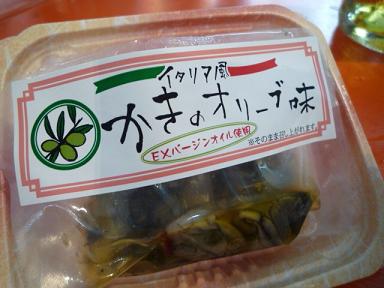 イタリア風
かきのオリーブ味
EXバージンオイル使用
※そのまま召し上がれます。